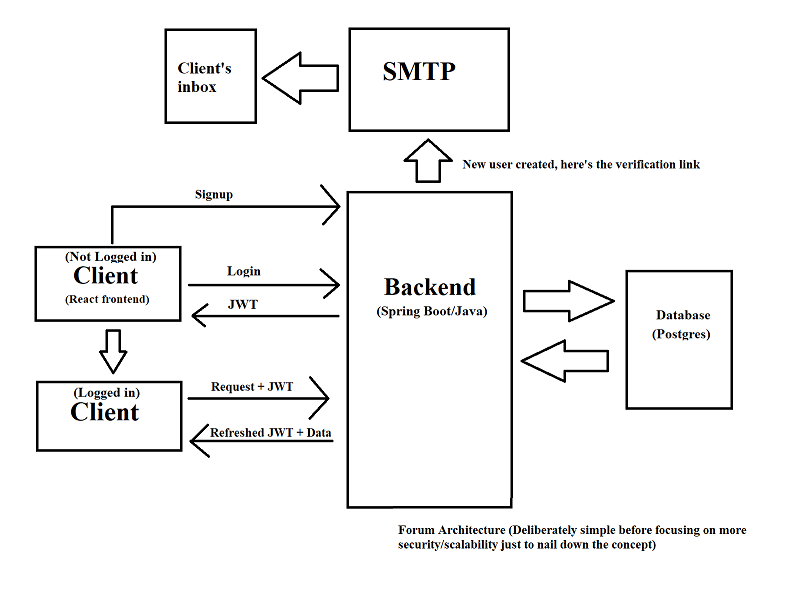 Client's
inbox
SMTP
New user created, here's the verification link
Signup
(Not Logged in)
Client
(React frontend)
Login
JWT
Backend
(Spring Boot/Java)
Database
(Postgres)
(Logged in)
Client
Request + JWT
Refreshed JWT + Data
Forum Architecture (Deliberately simple before focusing on more
security/scalability just to nail down the concept)